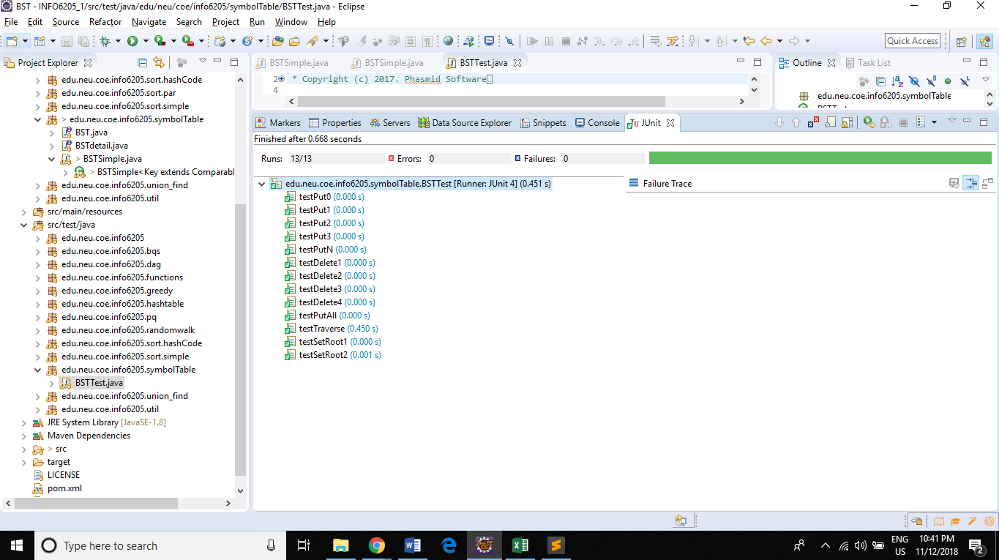 BST - INFO6205_1/src/test/java/edu/neu/coe/info6205/symbolTable/BSTTest.java - Eclipse
File Edit Source Refactor Navigate Search Project Run Window Help
Quick Access
Project Explorer
edu.neu.coe.info6205.sort.hashCode
edu.neu.coe.info6205.sort.par
edu.neu.coe.info6205.sort.simple
> edu.neu.coe.info6205.symbolTable
BST.java
BSTdetail.java
> BSTSimple.java
> BSTSimple<Key extends Comparabl
edu.neu.coe.info6205.union_find
edu.neu.coe.info6205.util
src/main/resources
src/test/java
edu.neu.coe.info6205
edu.neu.coe.info6205.bqs
edu.neu.coe.info6205.dag
edu.neu.coe.info6205.functions
edu.neu.coe.info6205.greedy
edu.neu.coe.info6205.hashtable
edu.neu.coe.info6205.pq
edu.neu.coe.info6205.randomwalk
edu.neu.coe.info6205.sort.hashCode
edu.neu.coe.info6205.sort.simple
edu.neu.coe.info6205.symbolTable
BSTTest.java
edu.neu.coe.info6205.union_find
edu.neu.coe.info6205.util
JRE System Library [JavaSE-1.8]
Maven Dependencies
> src
target
LICENSE
pom.xml
BSTSimple.java BSTSimple.java BSTTest.java
2 * Copyright (c) 2017. Phasmid Software
4
Outline Task List
edu.neu.coe.info6205.symbolTable
Markers Properties Servers Data Source Explorer Snippets Console JUnit
Finished after 0.668 seconds
Runs: 13/13 Errors: 0 Failures: 0
edu.neu.coe.info6205.symbolTable.BSTTest [Runner: JUnit 4] (0.451 s)
testPut0 (0.000 s)
testPut1 (0.000 s)
testPut2 (0.000 s)
testPut3 (0.000 s)
testPutN (0.000 s)
testDelete1 (0.000 s)
testDelete2 (0.000 s)
testDelete3 (0.000 s)
testDelete4 (0.000 s)
testPutAll (0.000 s)
testTraverse (0.450 s)
testSetRoot1 (0.000 s)
testSetRoot2 (0.001 s)
Failure Trace
Type here to search
ENG
US
10:41 PM
11/12/2018
2